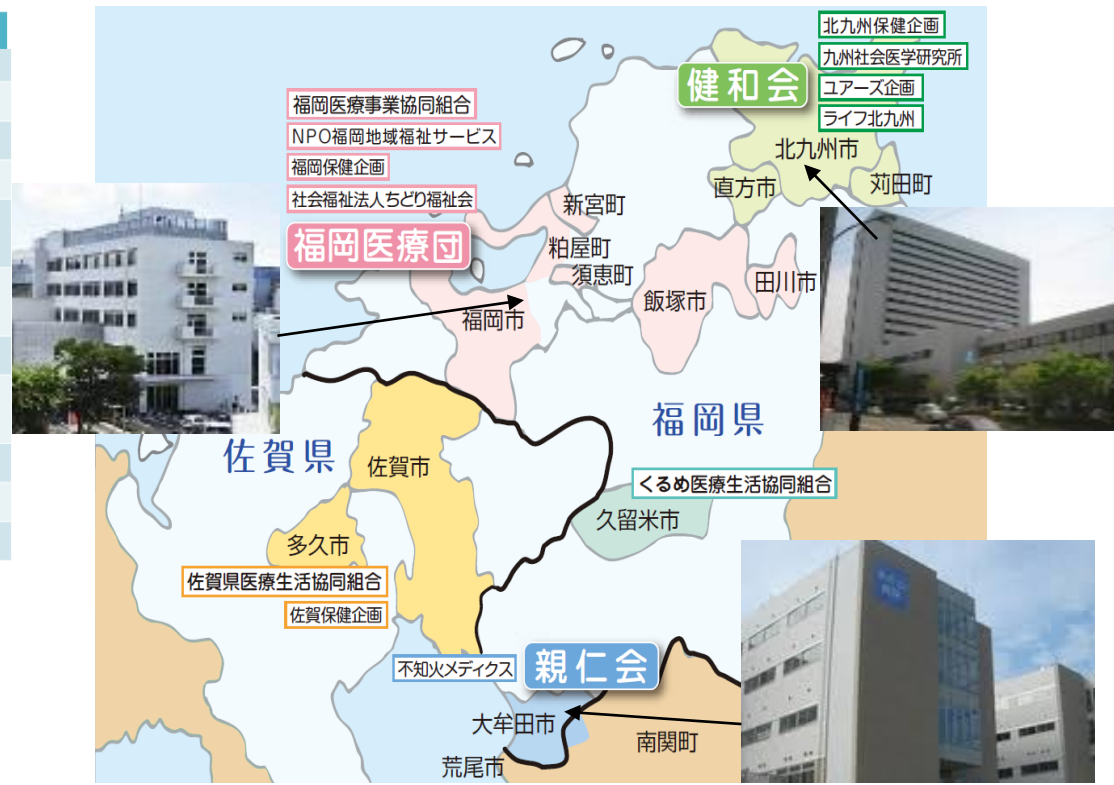 北九州保健企画
九州社会医学研究所
ユアーズ企画
ライフ北九州
健和会
福岡医療事業協同組合
NPO福岡地域福祉サービス
福岡保健企画
社会福祉法人ちどり福祉会
福岡医療団
北九州市
直方市
苅田町
新宮町
粕屋町
須恵町
飯塚市
田川市
福岡市
福岡県
佐賀県
佐賀市
くるめ医療生活協同組合
久留米市
多久市
佐賀県医療生活協同組合
佐賀保健企画
不知火メディクス
親仁会
大牟田市
南関町
荒尾市